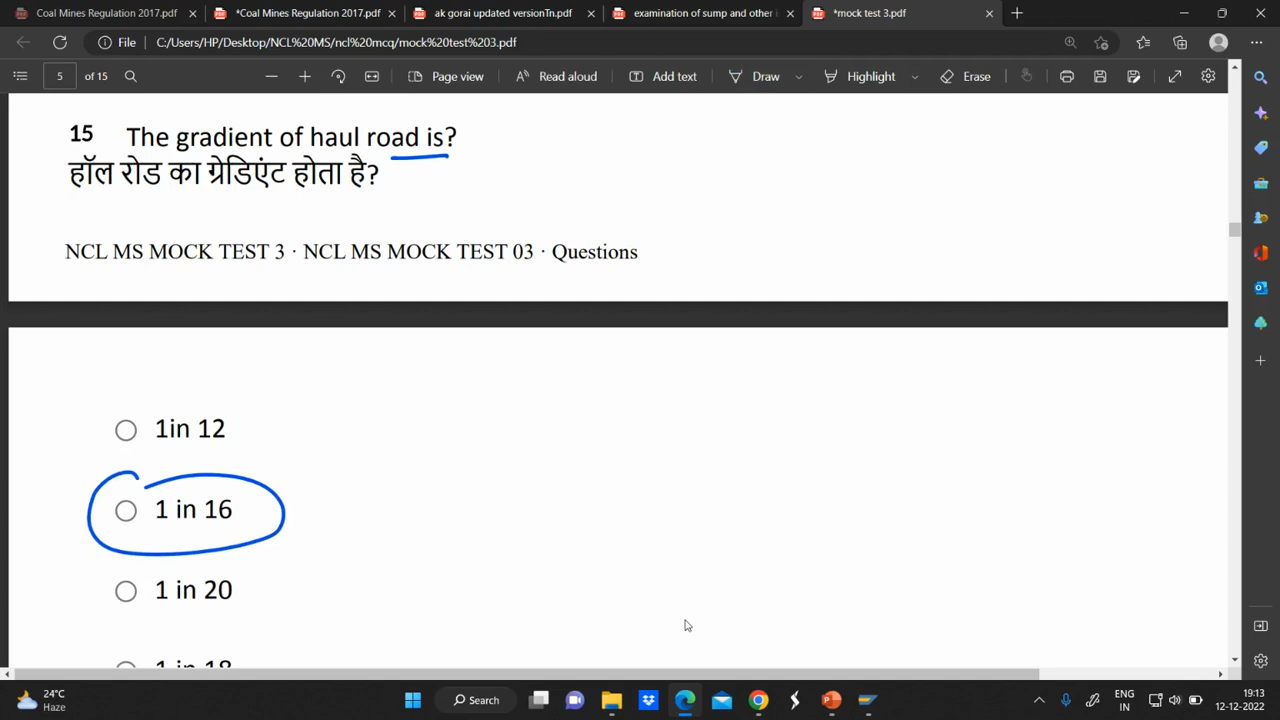 Coal Mines Regulation 2017.pdf
*Coal Mines Regulation 2017.pdf
ak gorai updated versionTn.pdf
examination of sump and other
*mock test 3.pdf
File
C:/Users/HP/Desktop/NCL%20MS/ncl%20mcq/mock%20test%203.pdf
5 of 15
Page view
Read aloud
Add text
Draw
Highlight
Erase
15 The gradient of haul road is?
हॉल रोड का ग्रेडिएंट होता है?
NCL MS MOCK TEST 3 · NCL MS MOCK TEST 03 · Questions
1in 12
1 in 16
1 in 20
1 in 18
24°C
Haze
Search
ENG
IN
19:13
12-12-2022